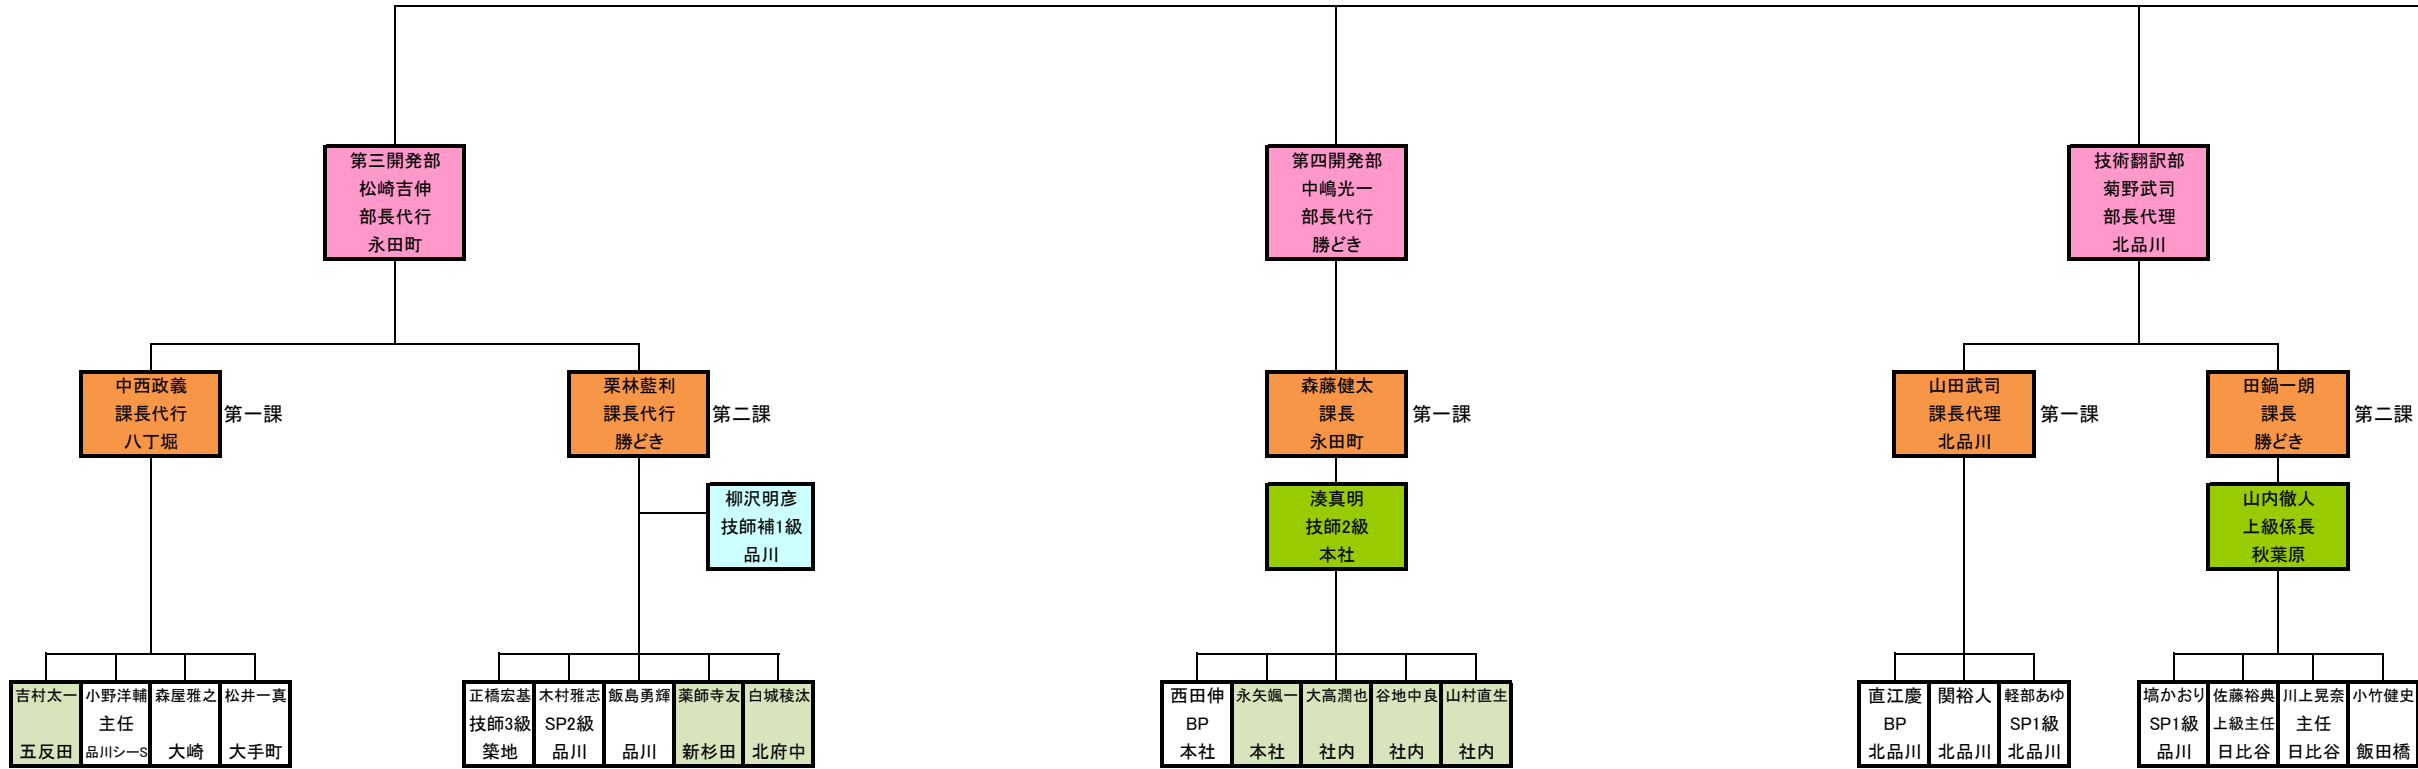 第三開発部
松崎吉伸
部長代行
永田町
第四開発部
中嶋光一
部長代行
勝どき
技術翻訳部
菊野武司
部長代理
北品川
中西政義
課長代行
八丁堀
第一課
栗林藍利
課長代行
勝どき
第二課
森藤健太
課長
永田町
第一課
山田武司
課長代理
北品川
第一課
田鍋一朗
課長
勝どき
第二課
柳沢明彦
技師補1級
品川
湊真明
技師2級
本社
山内徹人
上級係長
秋葉原
吉村太一
五反田
小野洋輔
主任
品川シーS
森屋雅之
大崎
松井一真
大手町
正橋宏基
技師3級
築地
木村雅志
SP2級
品川
飯島勇輝
品川
薬師寺友
新杉田
白城稜汰
北府中
西田伸
BP
本社
永矢颯一
本社
大高潤也
社内
谷地中良
社内
山村直生
社内
直江慶
BP
北品川
関裕人
北品川
軽部あゆ
SP1級
北品川
塙かおり
SP1級
品川
佐藤裕典
上級主任
日比谷
川上晃奈
主任
日比谷
小竹健史
飯田橋